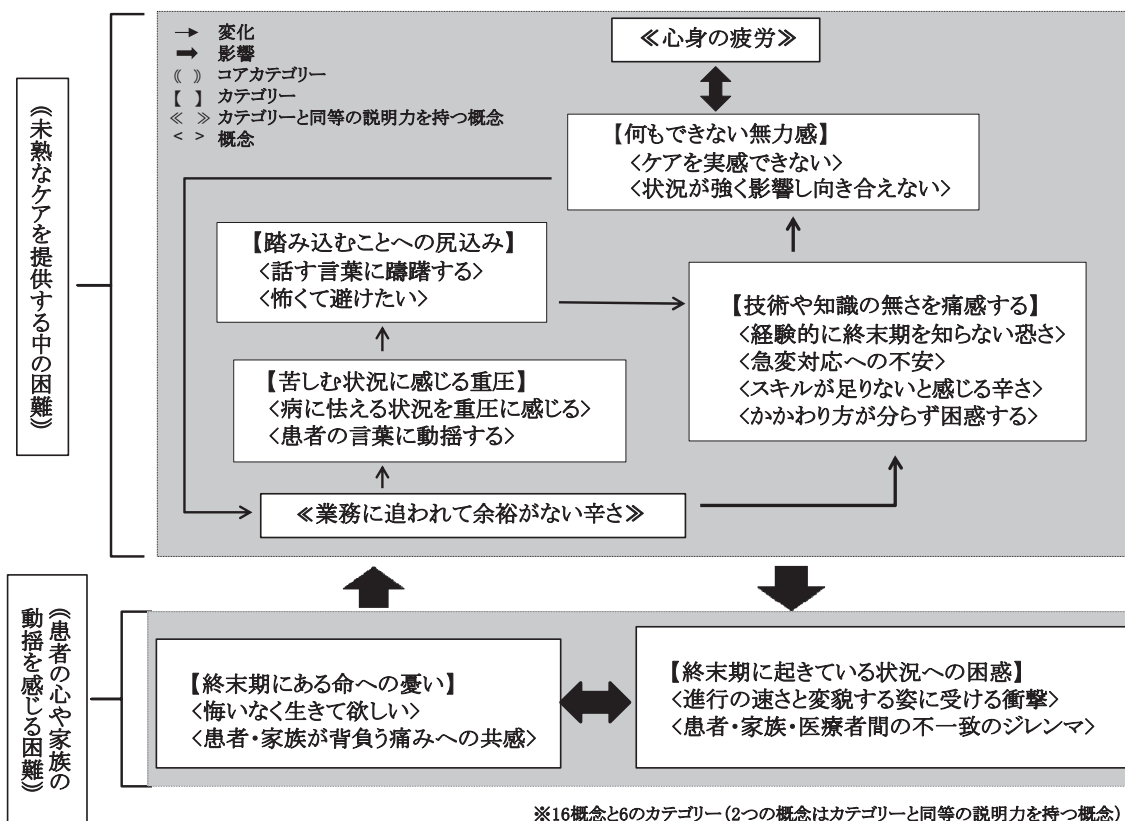 → 変化
➡ 影響
⟪ ⟫ コアカテゴリー
【 】 カテゴリー
≪ ≫ カテゴリーと同等の説明力を持つ概念
< > 概念
⟪未熟なケアを提供する中の困難⟫
≪心身の疲労≫
【何もできない無力感】
<ケアを実感できない>
<状況が強く影響し向き合えない>
【踏み込むことへの尻込み】
<話す言葉に躊躇する>
<怖くて避けたい>
【技術や知識の無さを痛感する】
<経験的に終末期を知らない恐さ>
<急変対応への不安>
<スキルが足りないと感じる辛さ>
<かかわり方が分らず困惑する>
【苦しむ状況に感じる重圧】
<病に怯える状況を重圧に感じる>
<患者の言葉に動揺する>
≪業務に追われて余裕がない辛さ≫
⟪患者の心や家族の
動揺を感じる困難⟫
【終末期にある命への憂い】
<悔いなく生きて欲しい>
<患者・家族が背負う痛みへの共感>
【終末期に起きている状況への困惑】
<進行の速さと変貌する姿に受ける衝撃>
<患者・家族・医療者間の不一致のジレンマ>
※16概念と6のカテゴリー(2つの概念はカテゴリーと同等の説明力を持つ概念)